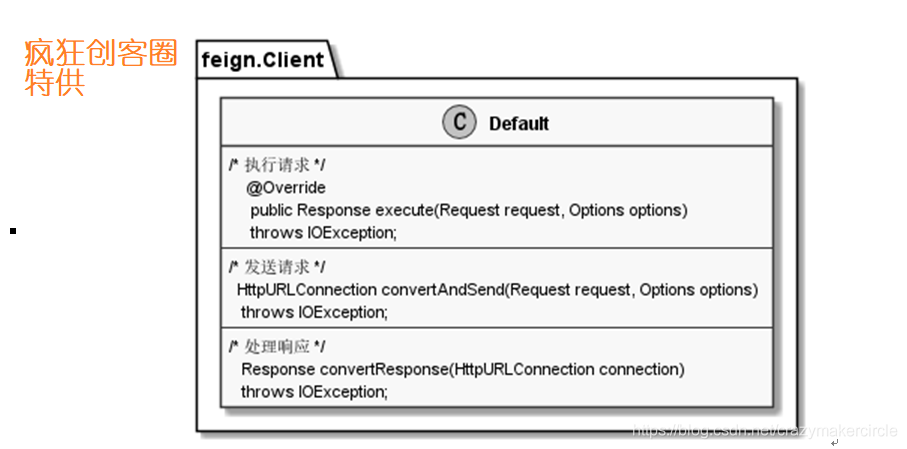 疯狂创客圈
特供
feign.Client
C Default
/* 执行请求 */
@Override
public Response execute(Request request, Options options)
throws IOException;
/* 发送请求 */
HttpURLConnection convertAndSend(Request request, Options options)
throws IOException;
/* 处理响应 */
Response convertResponse(HttpURLConnection connection)
throws IOException;
https://blog.csdn.net/crazymakercircle